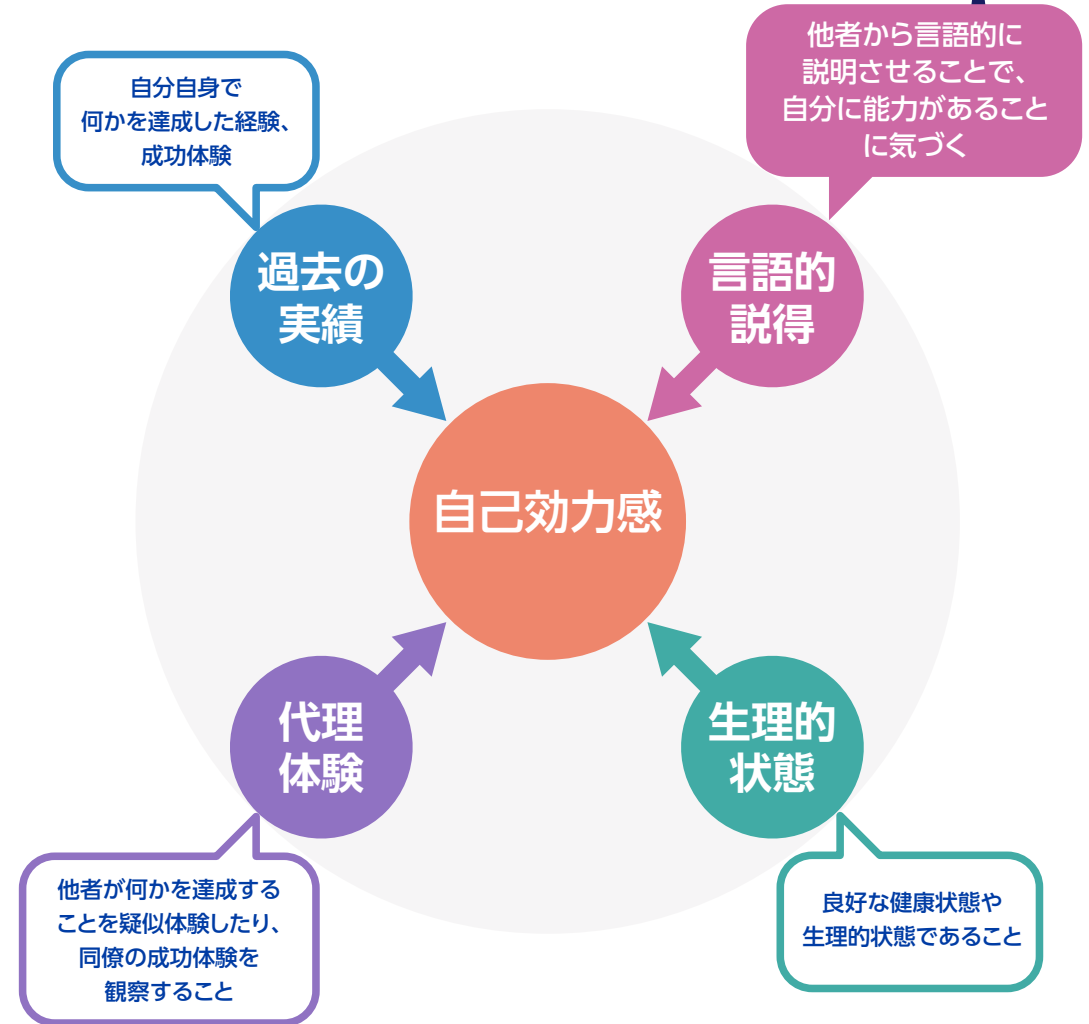 他者から言語的に
説明させることで、
自分に能力があること
に気づく
自分自身で
何かを達成した経験、
成功体験
過去の
実績
言語的
説得
自己効力感
代理
体験
生理的
状態
他者が何かを達成する
ことを疑似体験したり、
同僚の成功体験を
観察すること
良好な健康状態や
生理的状態であること